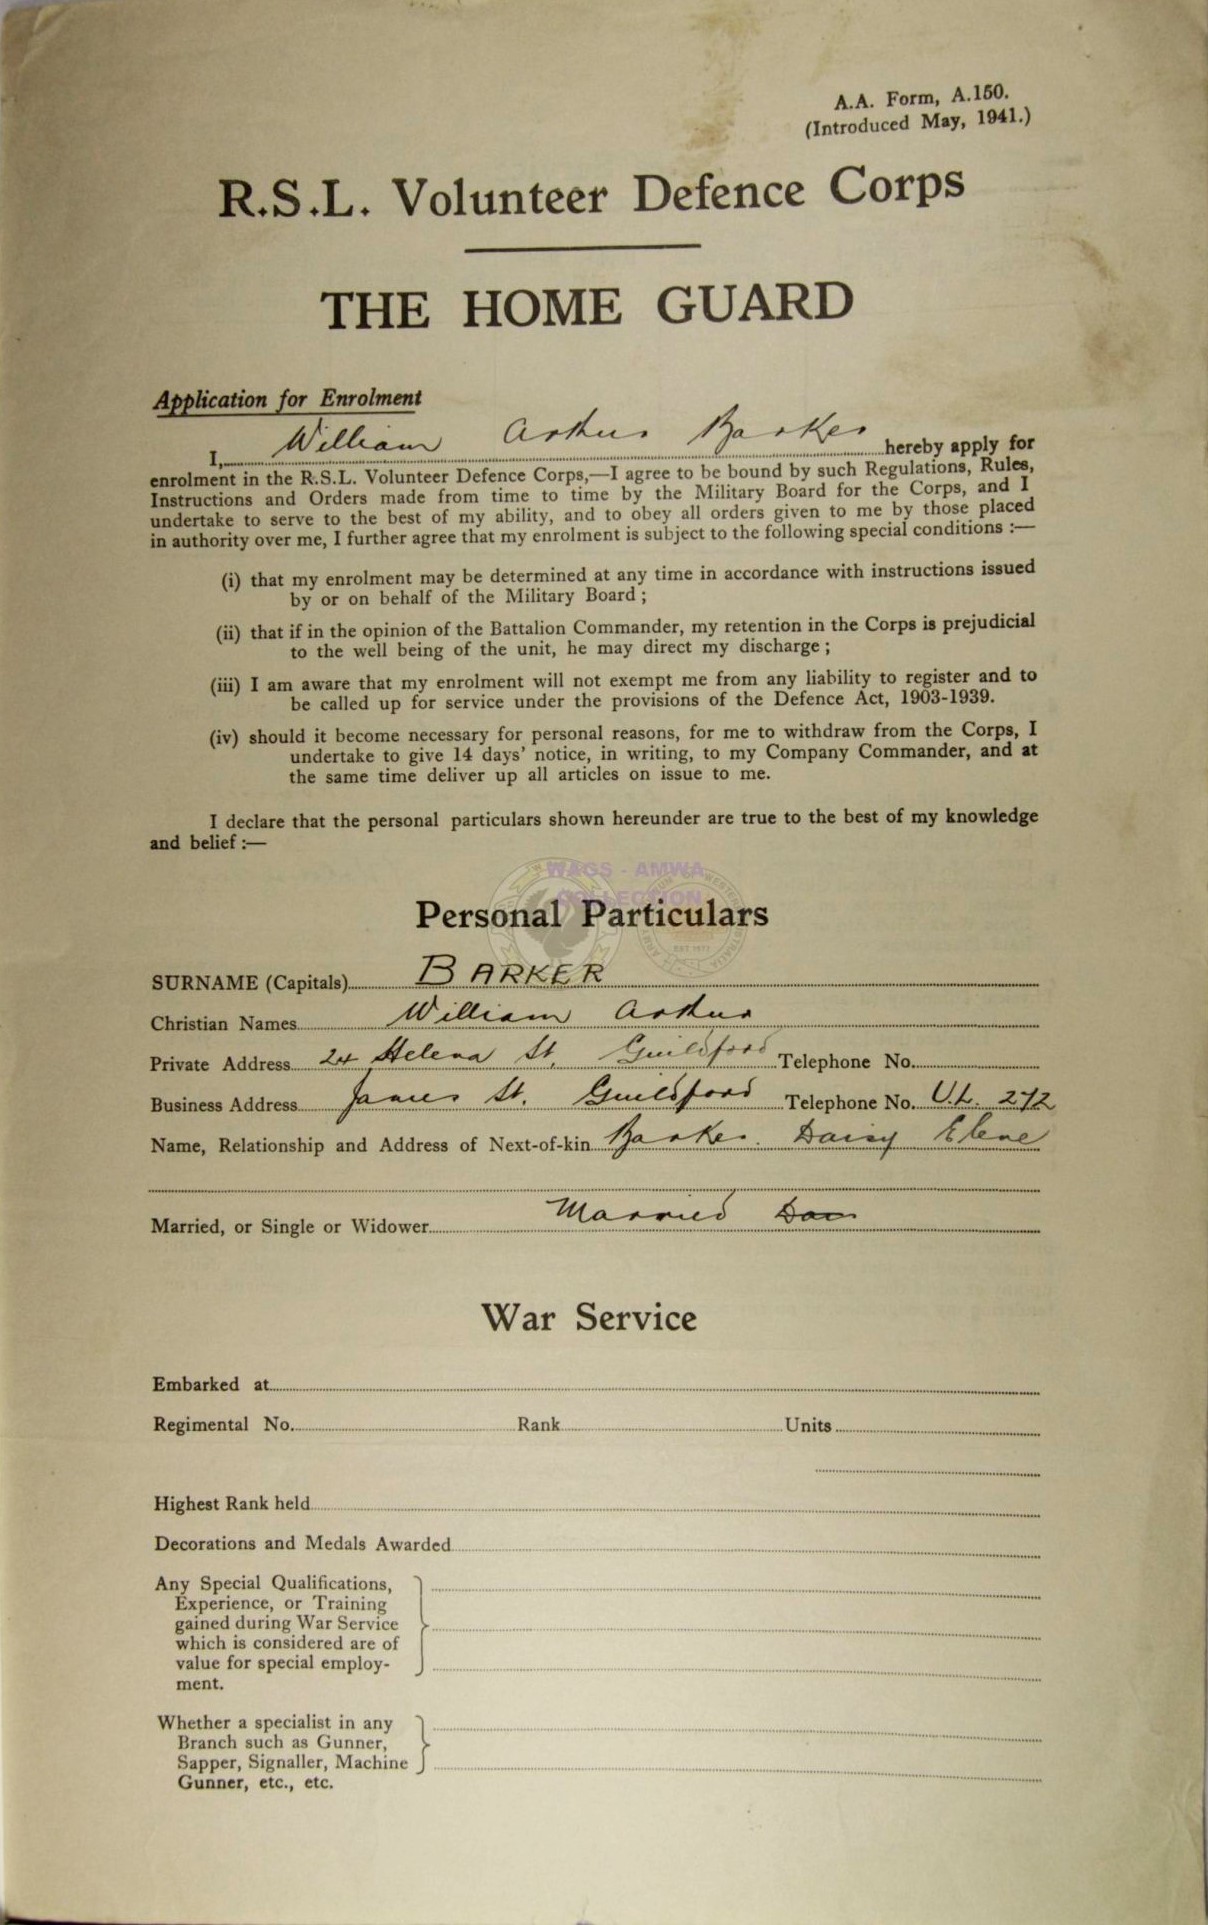 A.A. Form, A.150.
(Introduced May, 1941.)
R.S.L. Volunteer Defence Corps
THE HOME GUARD
Application for Enrolment
I, William Arthur Barker hereby apply for
enrolment in the R.S.L. Volunteer Defence Corps,—I agree to be bound by such Regulations, Rules,
Instructions and Orders made from time to time by the Military Board for the Corps, and I
undertake to serve to the best of my ability, and to obey all orders given to me by those placed
in authority over me, I further agree that my enrolment is subject to the following special conditions :—
(i) that my enrolment may be determined at any time in accordance with instructions issued
by or on behalf of the Military Board ;
(ii) that if in the opinion of the Battalion Commander, my retention in the Corps is prejudicial
to the well being of the unit, he may direct my discharge ;
(iii) I am aware that my enrolment will not exempt me from any liability to register and to
be called up for service under the provisions of the Defence Act, 1903-1939.
(iv) should it become necessary for personal reasons, for me to withdraw from the Corps, I
undertake to give 14 days' notice, in writing, to my Company Commander, and at
the same time deliver up all articles on issue to me.
I declare that the personal particulars shown hereunder are true to the best of my knowledge
and belief :—
WAGS - AMWA
COLLECTION
Personal Particulars
SURNAME (Capitals) BARKER
Christian Names William Arthur
Private Address 24 Helena St. Guildford Telephone No.
Business Address James St. Guildford Telephone No. U.L. 272
Name, Relationship and Address of Next-of-kin Barker. Daisy Elene
Married, or Single or Widower Married
War Service
Embarked at
Regimental No. Rank Units
Highest Rank held
Decorations and Medals Awarded
Any Special Qualifications,
Experience, or Training
gained during War Service
which is considered are of
value for special employ-
ment.
Whether a specialist in any
Branch such as Gunner,
Sapper, Signaller, Machine
Gunner, etc., etc.